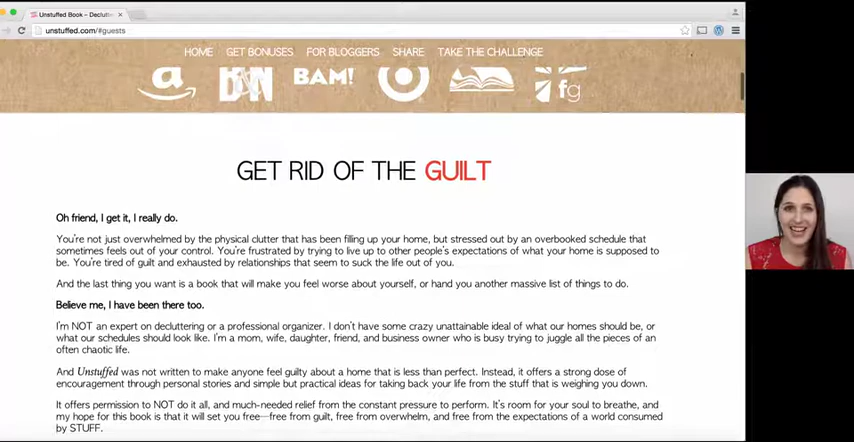 Unstuffed Book – Declutte
unstuffed.com/#guests
HOME GET BONUSES FOR BLOGGERS SHARE TAKE THE CHALLENGE
a B&N BAM! fg
GET RID OF THE GUILT
Oh friend, I get it, I really do.
You're not just overwhelmed by the physical clutter that has been filling up your home, but stressed out by an overbooked schedule that
sometimes feels out of your control. You're frustrated by trying to live up to other people's expectations of what your home is supposed to
be. You're tired of guilt and exhausted by relationships that seem to suck the life out of you.
And the last thing you want is a book that will make you feel worse about yourself, or hand you another massive list of things to do.
Believe me, I have been there too.
I'm NOT an expert on decluttering or a professional organizer. I don't have some crazy unattainable ideal of what our homes should be, or
what our schedules should look like. I'm a mom, wife, daughter, friend, and business owner who is busy trying to juggle all the pieces of an
often chaotic life.
And Unstuffed was not written to make anyone feel guilty about a home that is less than perfect. Instead, it offers a strong dose of
encouragement through personal stories and simple but practical ideas for taking back your life from the stuff that is weighing you down.
It offers permission to NOT do it all, and much-needed relief from the constant pressure to perform. It's room for your soul to breathe, and
my hope for this book is that it will set you free—free from guilt, free from overwhelm, and free from the expectations of a world consumed
by STUFF.